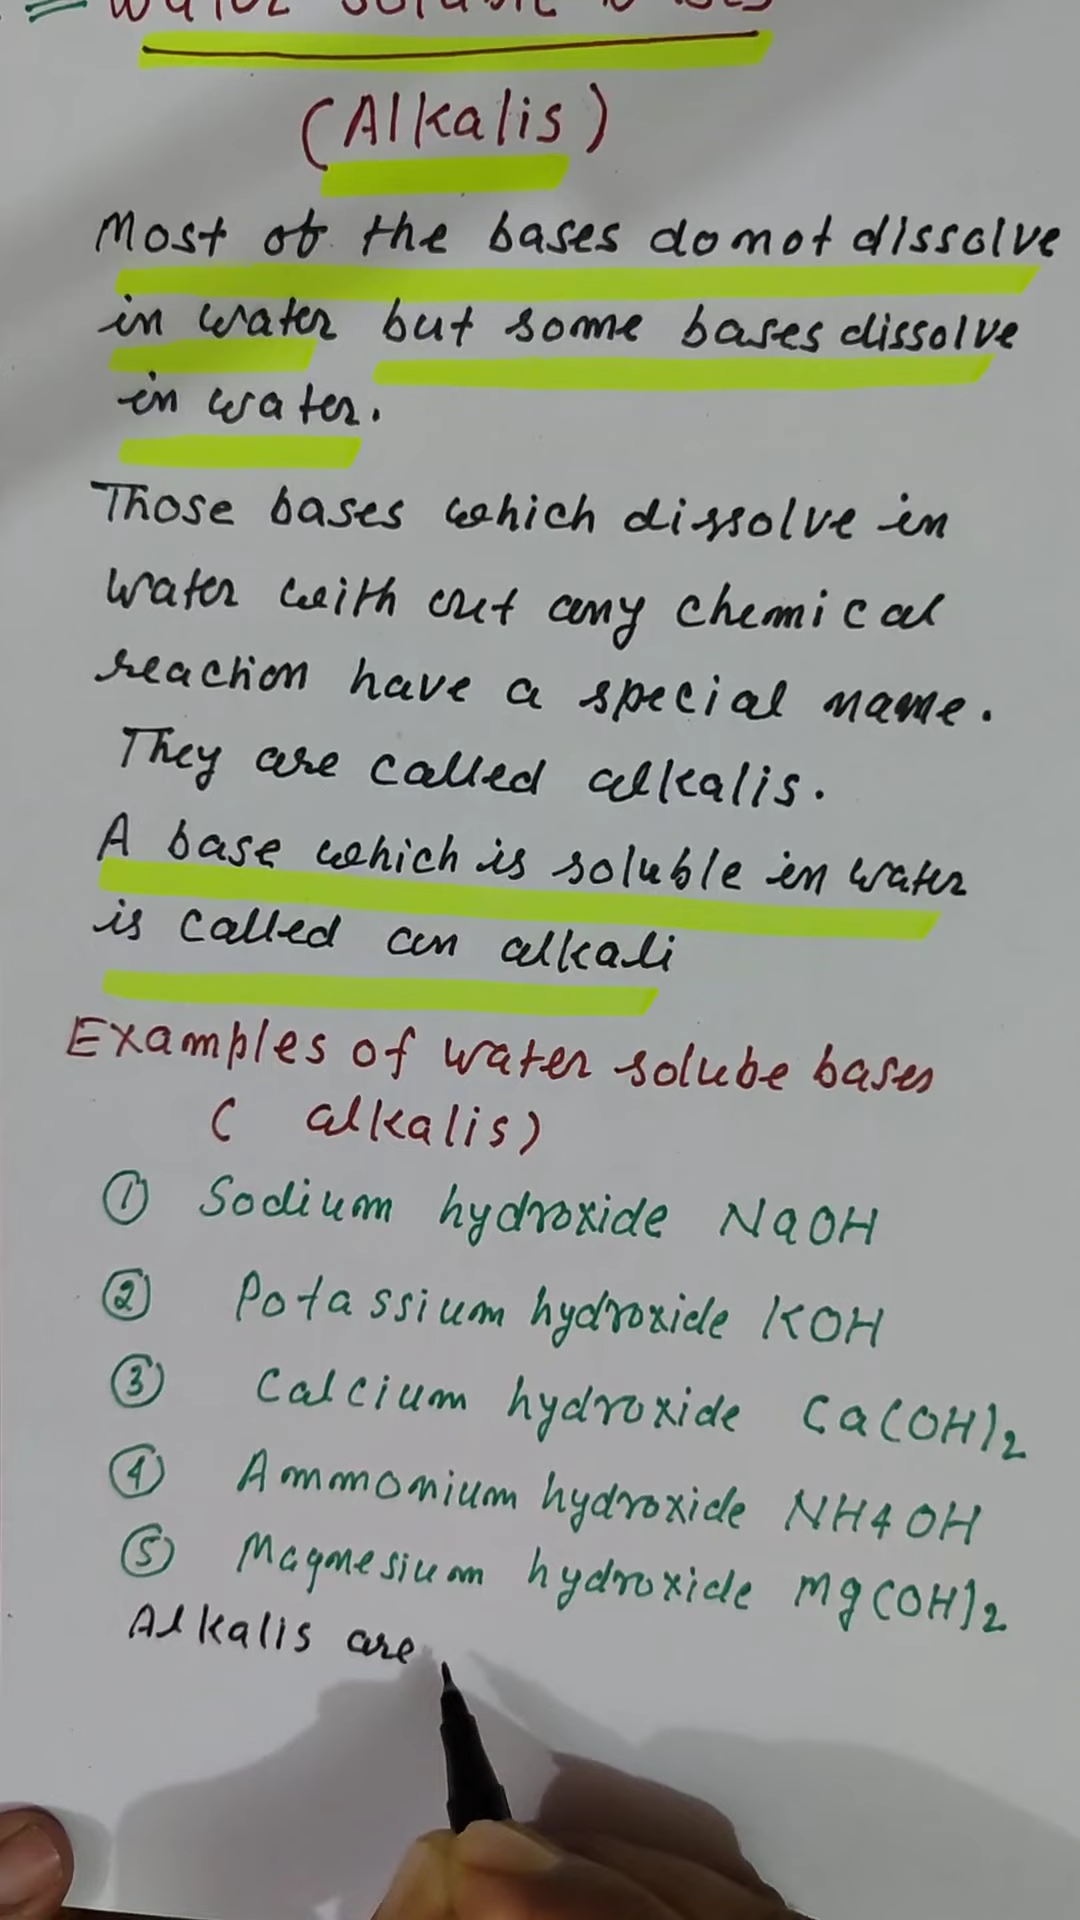 (Alkalis)
Most of the bases do not dissolve
in water but some bases dissolve
in water.
Those bases which dissolve in
water with out any chemical
reaction have a special name.
They are called alkalis.
A base which is soluble in water
is called an alkali
Examples of water solube bases
( alkalis)
① Sodium hydroxide NaOH
② Potassium hydroxide KOH
③ Calcium hydroxide Ca(OH)2
④ Ammonium hydroxide NH4OH
⑤ Magnesium hydroxide Mg(OH)2
Alkalis are